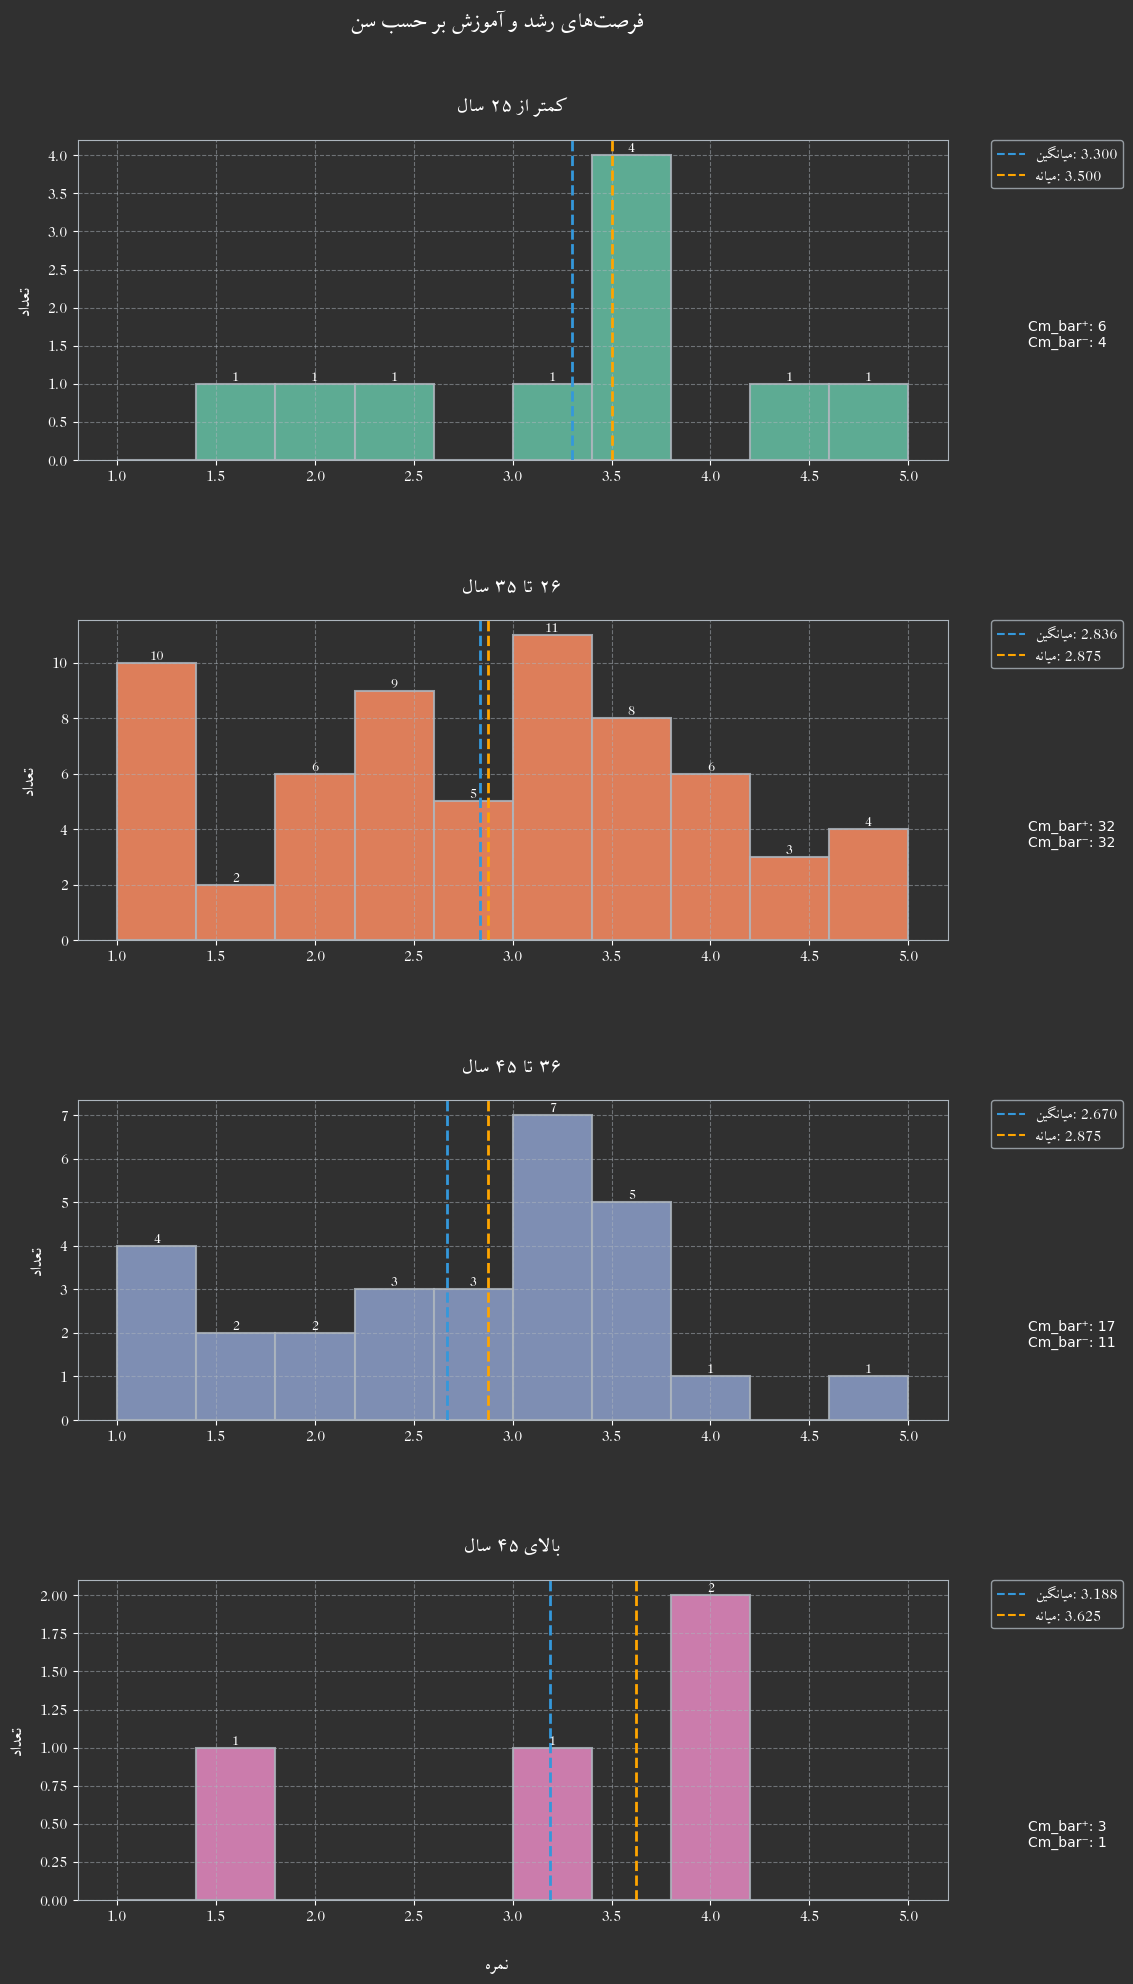 فرصت‌های رشد و آموزش بر حسب سن
کمتر از ۲۵ سال
4.0
3.5
3.0
2.5
2.0
1.5
1.0
0.5
0.0
تعداد
1
1
1
1
4
1
1
1.0 1.5 2.0 2.5 3.0 3.5 4.0 4.5 5.0
میانگین: 3.300
میانه: 3.500
Cm_bar⁺: 6
Cm_bar⁻: 4
۲۶ تا ۳۵ سال
10
8
6
4
2
0
تعداد
10
2
6
9
5
11
8
6
3
4
1.0 1.5 2.0 2.5 3.0 3.5 4.0 4.5 5.0
میانگین: 2.836
میانه: 2.875
Cm_bar⁺: 32
Cm_bar⁻: 32
۳۶ تا ۴۵ سال
7
6
5
4
3
2
1
0
تعداد
4
2
2
3
3
7
5
1
1
1.0 1.5 2.0 2.5 3.0 3.5 4.0 4.5 5.0
میانگین: 2.670
میانه: 2.875
Cm_bar⁺: 17
Cm_bar⁻: 11
بالای ۴۵ سال
2.00
1.75
1.50
1.25
1.00
0.75
0.50
0.25
0.00
تعداد
1
1
2
1.0 1.5 2.0 2.5 3.0 3.5 4.0 4.5 5.0
میانگین: 3.188
میانه: 3.625
Cm_bar⁺: 3
Cm_bar⁻: 1
نمره